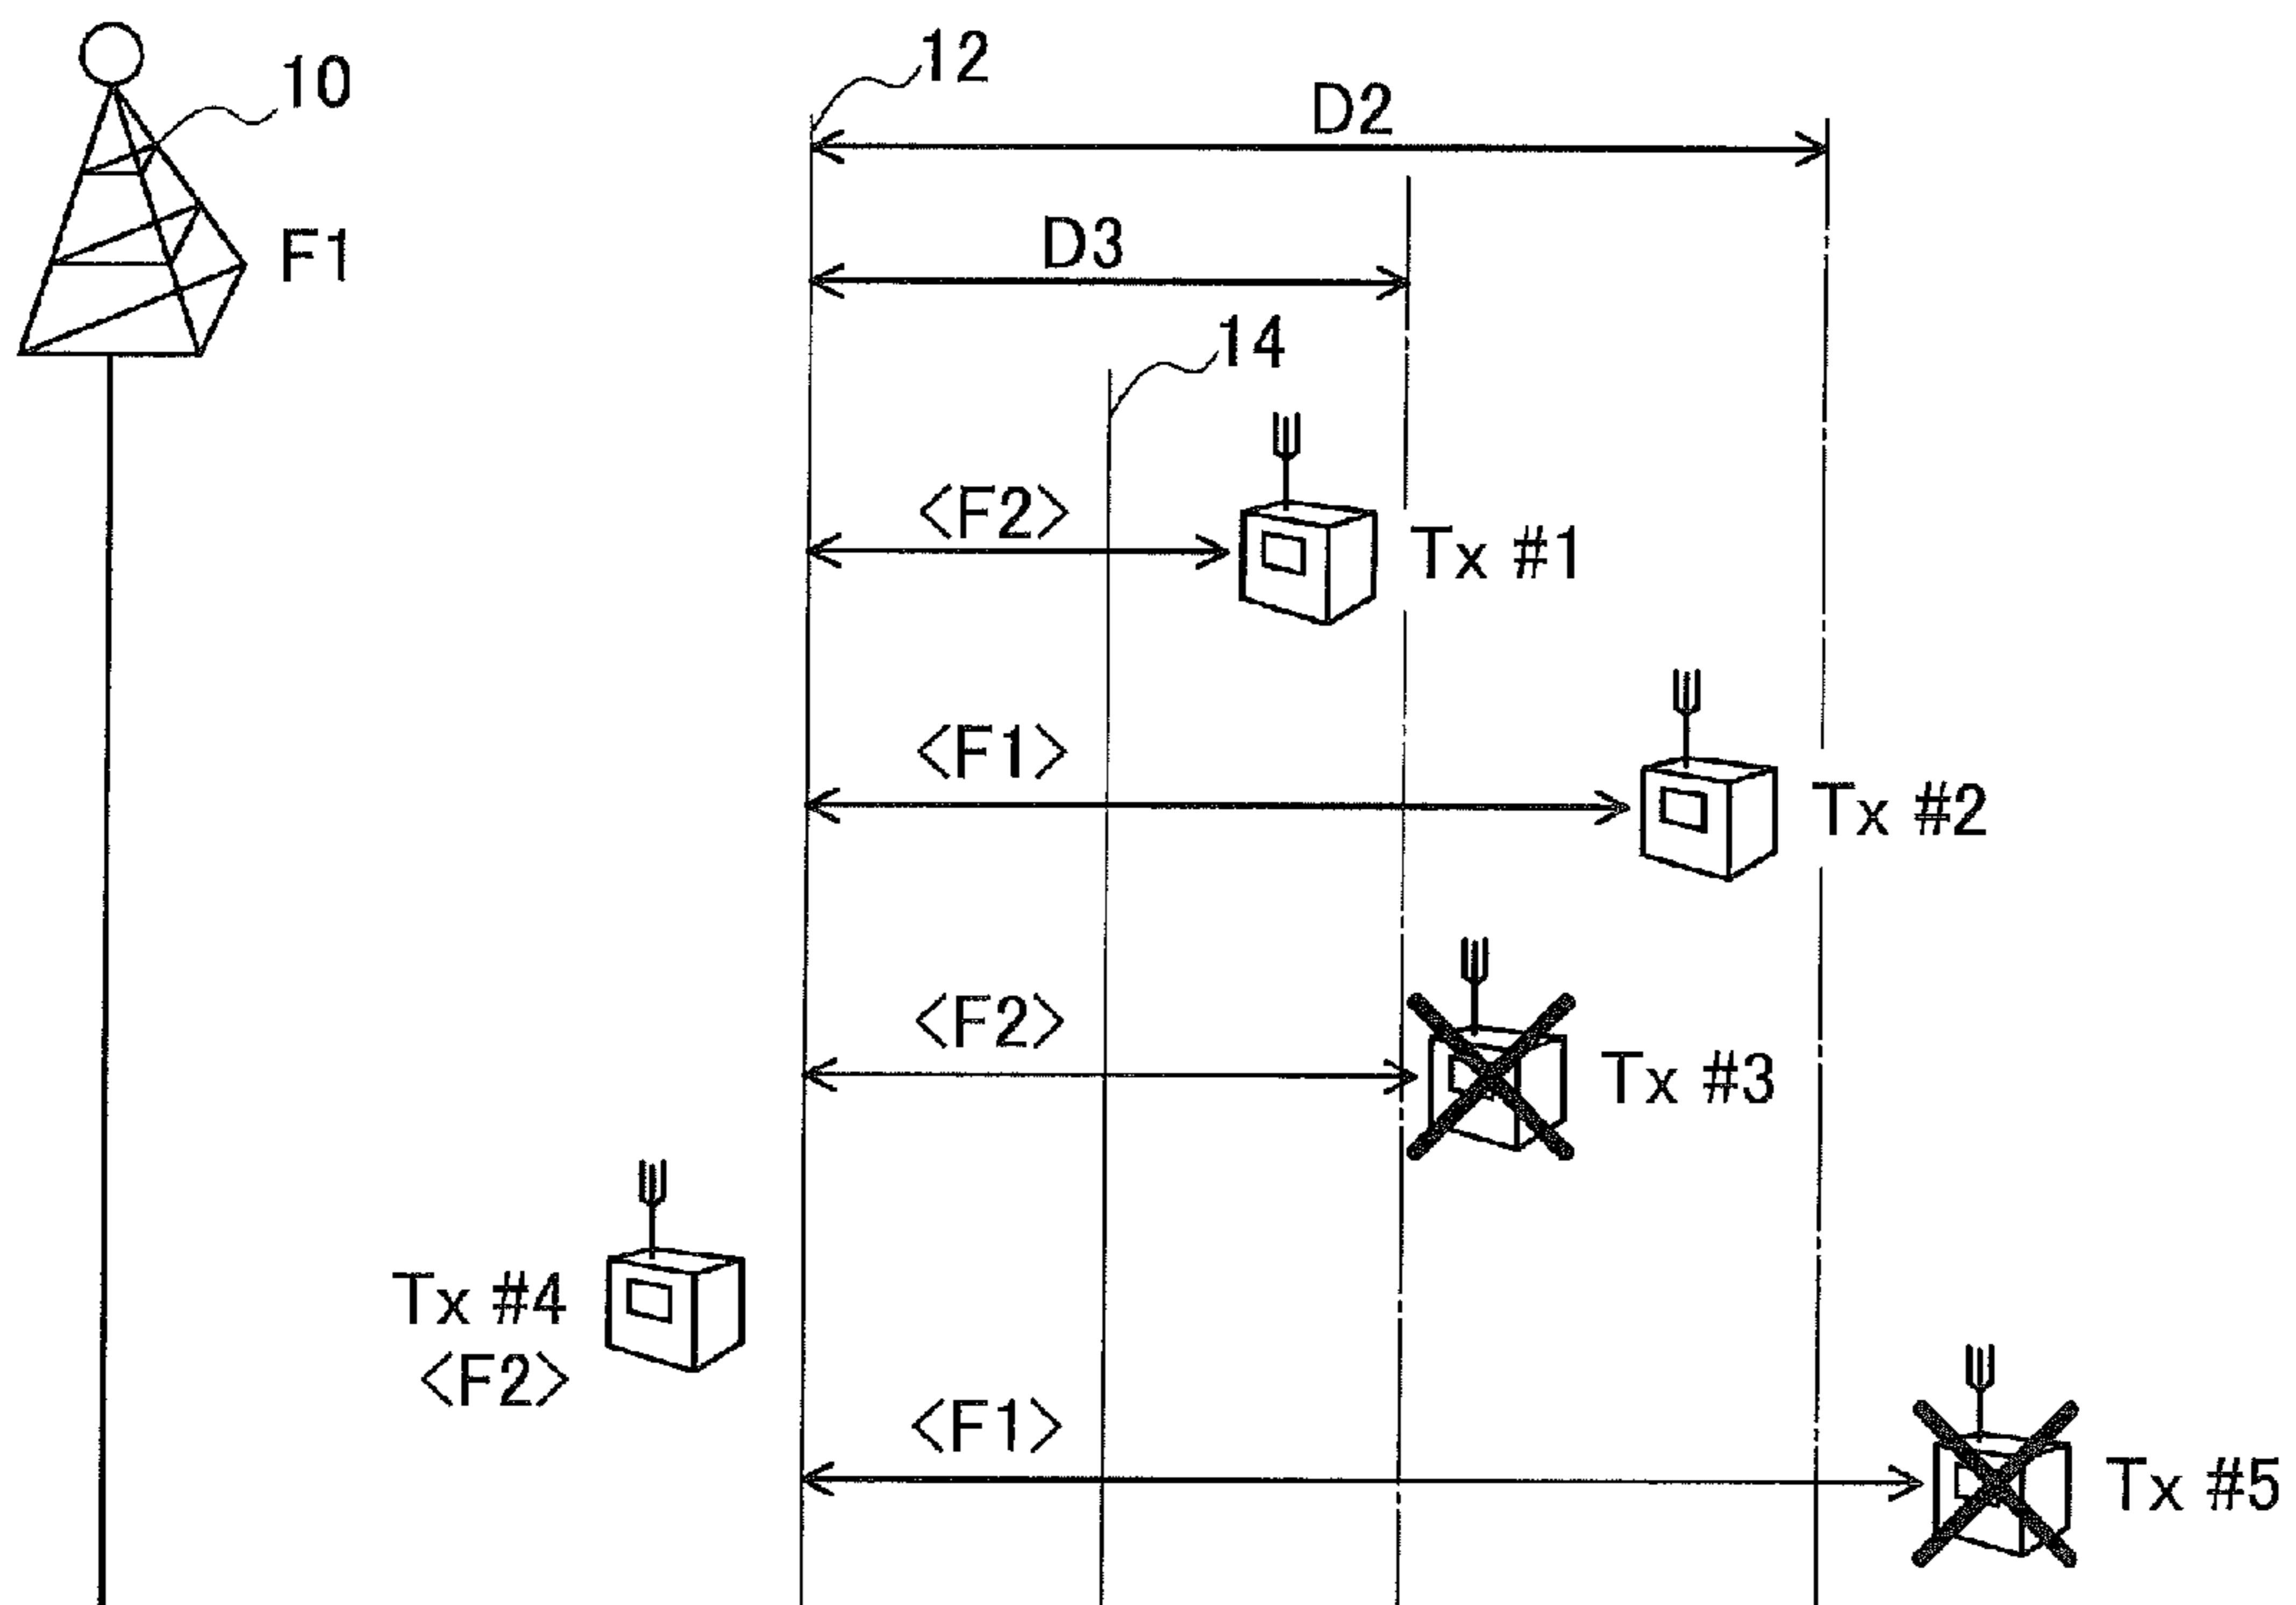 12
10
D2
F1
D3
14
<F2>
Tx #1
<F1>
Tx #2
<F2>
Tx #3
Tx #4
<F2>
<F1>
Tx #5